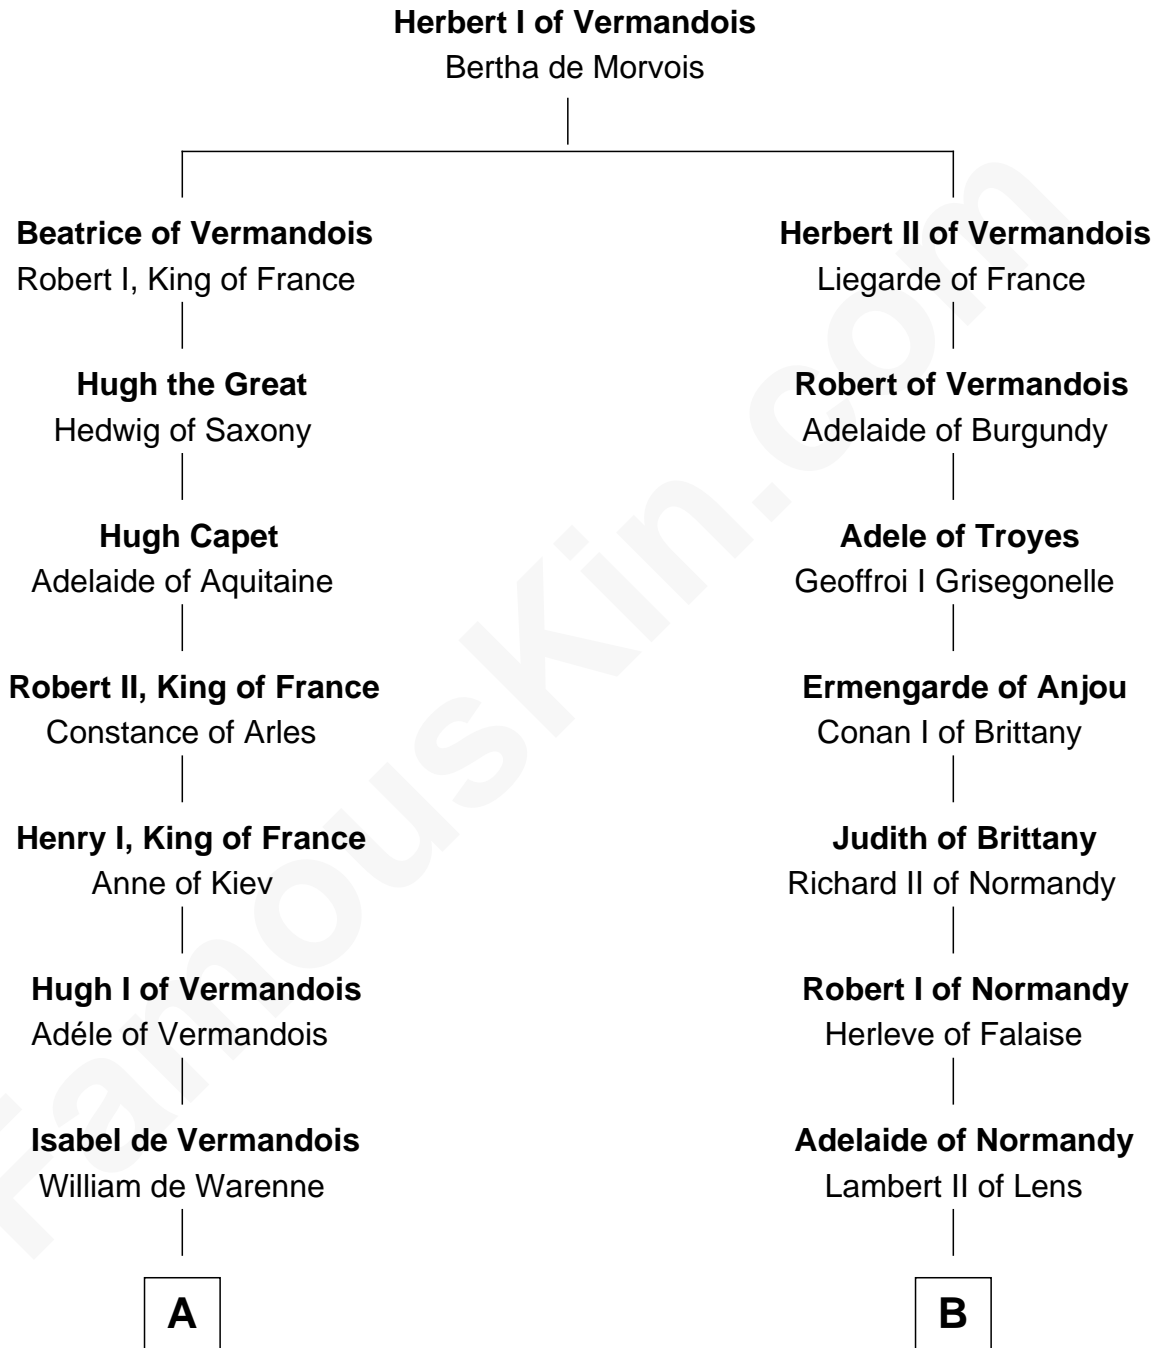 Herbert I of Vermandois
Bertha de Morvois
Beatrice of Vermandois
Robert I, King of France
Herbert II of Vermandois
Liegarde of France
Hugh the Great
Hedwig of Saxony
Robert of Vermandois
Adelaide of Burgundy
Hugh Capet
Adelaide of Aquitaine
Adele of Troyes
Geoffroi I Grisegonelle
Robert II, King of France
Constance of Arles
Ermengarde of Anjou
Conan I of Brittany
Henry I, King of France
Anne of Kiev
Judith of Brittany
Richard II of Normandy
Hugh I of Vermandois
Adéle of Vermandois
Robert I of Normandy
Herleve of Falaise
Isabel de Vermandois
William de Warenne
Adelaide of Normandy
Lambert II of Lens
A
B
FamousKin.com